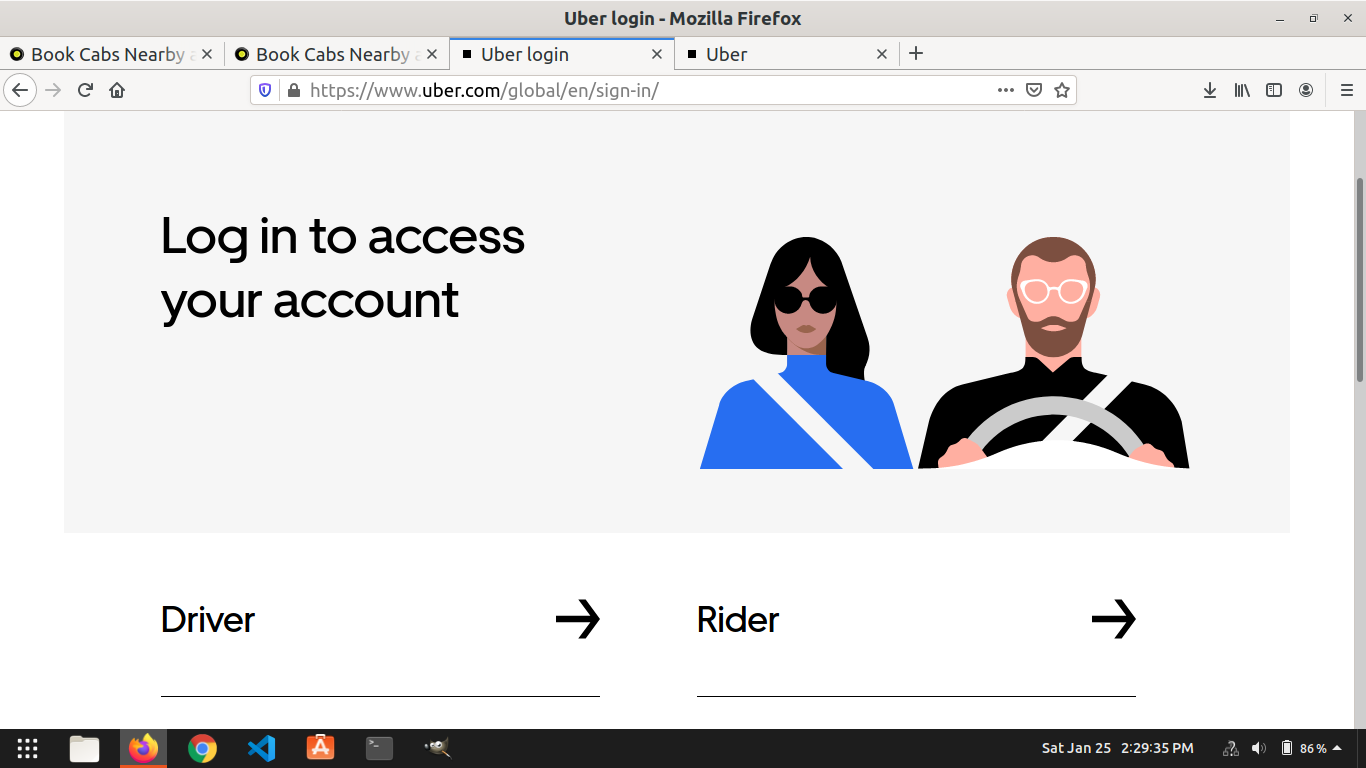 Uber login - Mozilla Firefox
Book Cabs Nearby a
Book Cabs Nearby a
Uber login
Uber
https://www.uber.com/global/en/sign-in/
Log in to access
your account
Driver
Rider
Sat Jan 25 2:29:35 PM
86%